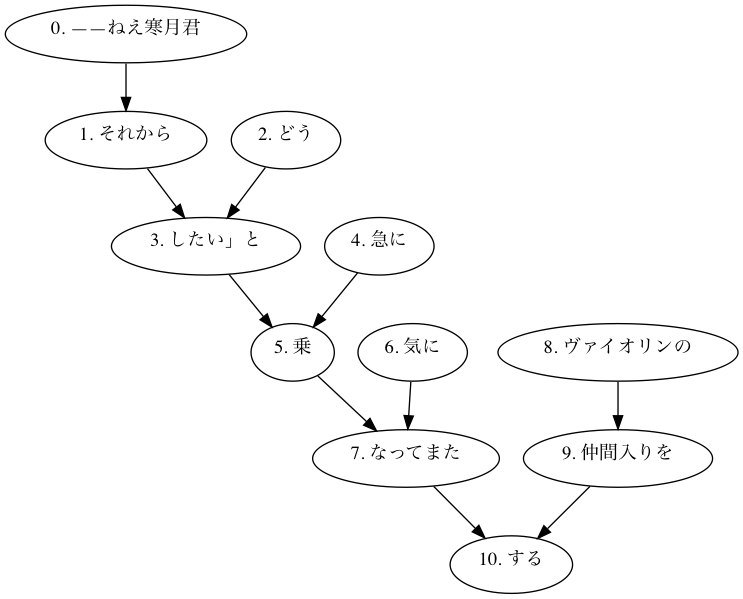 0. ――ねえ寒月君
1. それから
2. どう
3. したい」と
4. 急に
5. 乗
6. 気に
8. ヴァイオリンの
7. なってまた
9. 仲間入りを
10. する